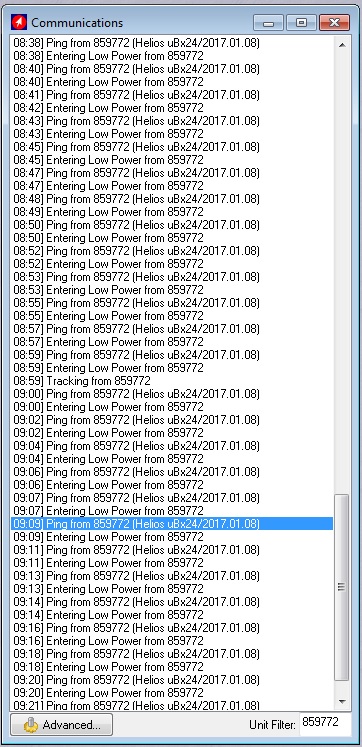 Communications
08:38] Ping from 859772 (Helios uBx24/2017.01.08)
08:38] Entering Low Power from 859772
08:40] Ping from 859772 (Helios uBx24/2017.01.08)
08:40] Entering Low Power from 859772
08:41] Ping from 859772 (Helios uBx24/2017.01.08)
08:42] Entering Low Power from 859772
08:43] Ping from 859772 (Helios uBx24/2017.01.08)
08:43] Entering Low Power from 859772
08:45] Ping from 859772 (Helios uBx24/2017.01.08)
08:45] Entering Low Power from 859772
08:47] Ping from 859772 (Helios uBx24/2017.01.08)
08:47] Entering Low Power from 859772
08:48] Ping from 859772 (Helios uBx24/2017.01.08)
08:49] Entering Low Power from 859772
08:50] Ping from 859772 (Helios uBx24/2017.01.08)
08:50] Entering Low Power from 859772
08:52] Ping from 859772 (Helios uBx24/2017.01.08)
08:52] Entering Low Power from 859772
08:53] Ping from 859772 (Helios uBx24/2017.01.08)
08:53] Entering Low Power from 859772
08:55] Ping from 859772 (Helios uBx24/2017.01.08)
08:55] Entering Low Power from 859772
08:57] Ping from 859772 (Helios uBx24/2017.01.08)
08:57] Entering Low Power from 859772
08:59] Ping from 859772 (Helios uBx24/2017.01.08)
08:59] Entering Low Power from 859772
08:59] Tracking from 859772
09:00] Ping from 859772 (Helios uBx24/2017.01.08)
09:00] Entering Low Power from 859772
09:02] Ping from 859772 (Helios uBx24/2017.01.08)
09:02] Entering Low Power from 859772
09:04] Ping from 859772 (Helios uBx24/2017.01.08)
09:04] Entering Low Power from 859772
09:06] Ping from 859772 (Helios uBx24/2017.01.08)
09:06] Entering Low Power from 859772
09:07] Ping from 859772 (Helios uBx24/2017.01.08)
09:07] Entering Low Power from 859772
09:09] Ping from 859772 (Helios uBx24/2017.01.08)
09:09] Entering Low Power from 859772
09:11] Ping from 859772 (Helios uBx24/2017.01.08)
09:11] Entering Low Power from 859772
09:13] Ping from 859772 (Helios uBx24/2017.01.08)
09:13] Entering Low Power from 859772
09:14] Ping from 859772 (Helios uBx24/2017.01.08)
09:14] Entering Low Power from 859772
09:16] Ping from 859772 (Helios uBx24/2017.01.08)
09:16] Entering Low Power from 859772
09:18] Ping from 859772 (Helios uBx24/2017.01.08)
09:18] Entering Low Power from 859772
09:20] Ping from 859772 (Helios uBx24/2017.01.08)
09:20] Entering Low Power from 859772
09:21] Ping from 859772 (Helios uBx24/2017.01.08)
Advanced... Unit Filter: 859772